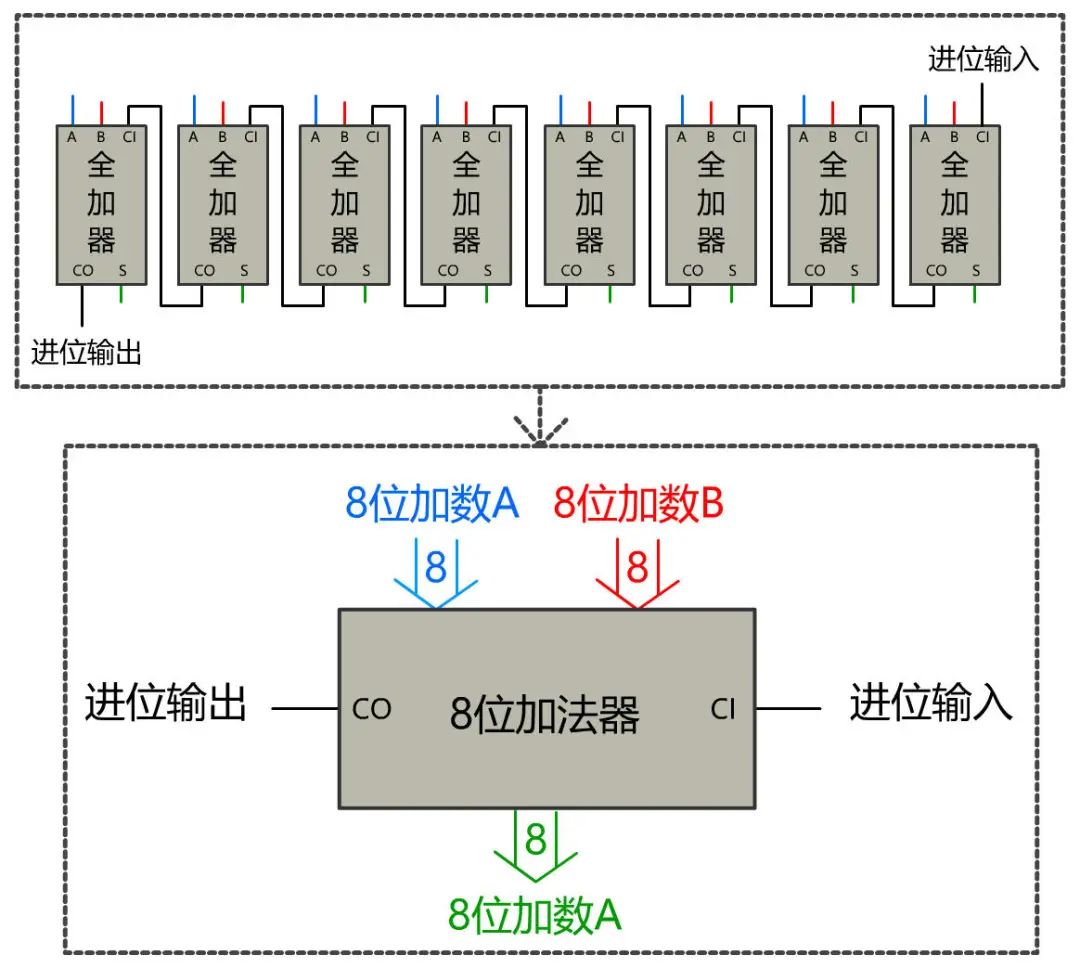 进位输入
A B CI A B CI A B CI A B CI A B CI A B CI A B CI A B CI
全加器 全加器 全加器 全加器 全加器 全加器 全加器 全加器
CO S CO S CO S CO S CO S CO S CO S CO S
进位输出
8位加数A 8位加数B
8 8
进位输出 CO 8位加法器 CI 进位输入
8
8位加数A